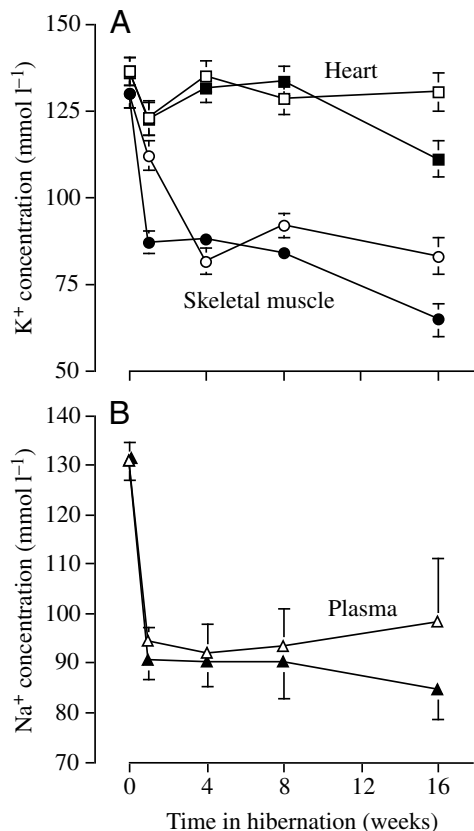 A
150
125
100
75
50
K⁺ concentration (mmol l⁻¹)
Heart
Skeletal muscle
B
140
130
120
110
100
90
80
70
Na⁺ concentration (mmol l⁻¹)
Plasma
0 4 8 12 16
Time in hibernation (weeks)